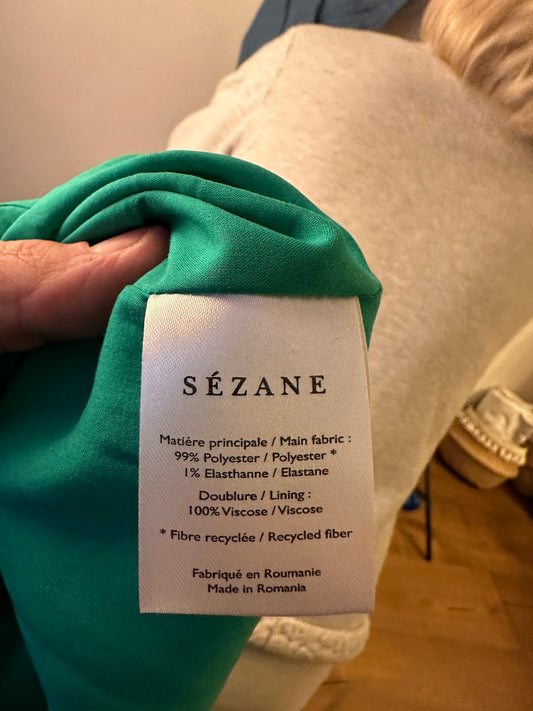 SÉZANE
Matiére principale / Main fabric :
99% Polyester / Polyester *
1% Elasthanne / Elastane
Doublure / Lining :
100% Viscose / Viscose
* Fibre recyclée / Recycled fiber
Fabriqué en Roumanie
Made in Romania